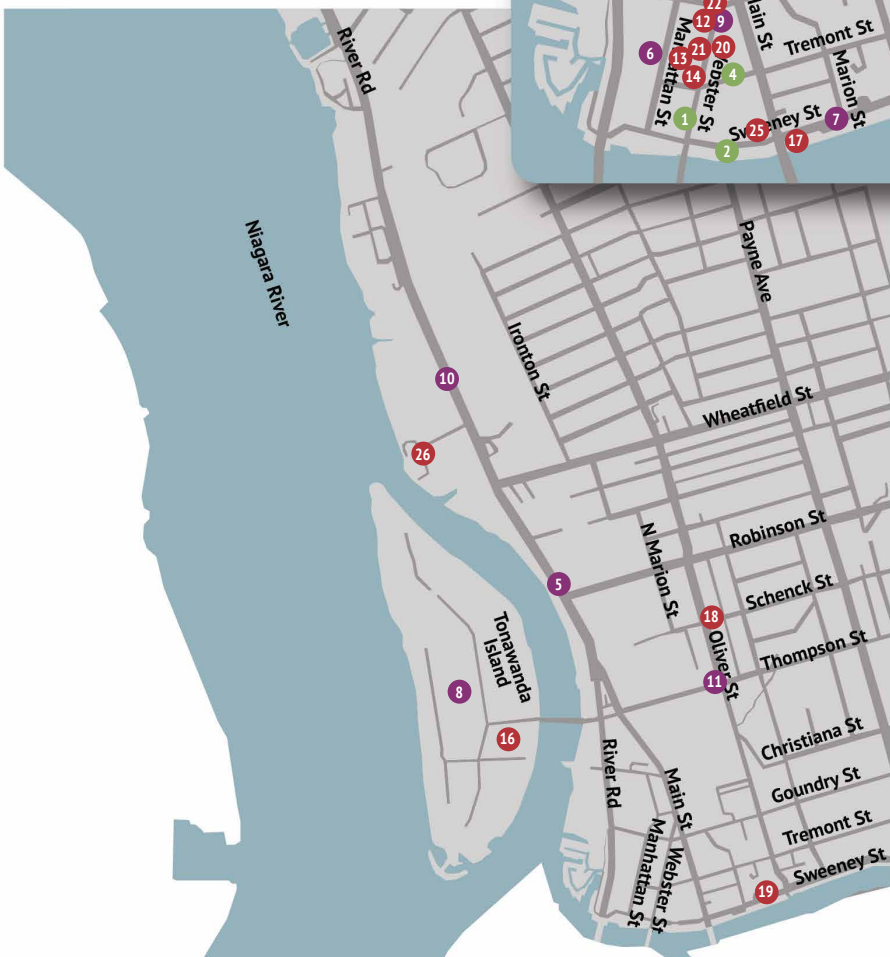 22
12
9
Main St
Tremont St
6
21
20
13
14
4
Manhattan St
Webster St
Marion St
1
Sweeney St
25
7
17
2
River Rd
Niagara River
Payne Ave
Ironton St
10
Wheatfield St
26
Robinson St
N Marion St
5
Schenck St
18
Oliver St
Thompson St
Tonawanda
Island
8
11
16
Christiana St
River Rd
Main St
Goundry St
Tremont St
Manhattan St
Webster St
Sweeney St
19